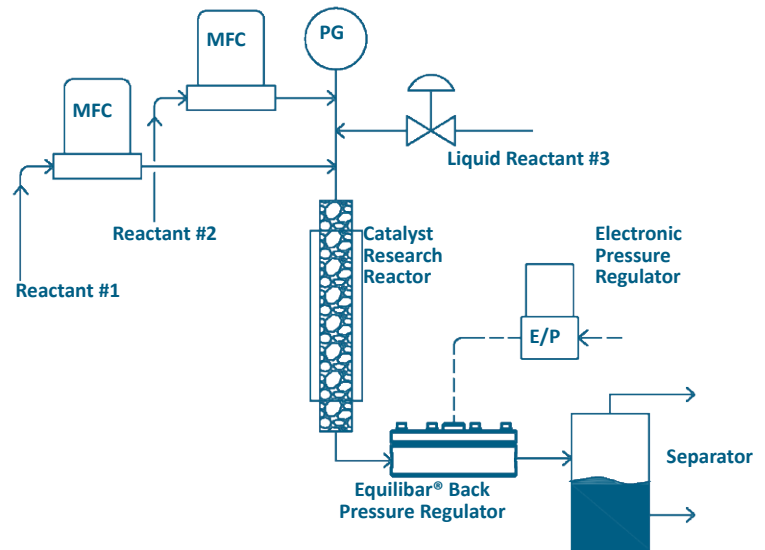 MFC
PG
MFC
Liquid Reactant #3
Reactant #2
Reactant #1
Catalyst
Research
Reactor
Electronic
Pressure
Regulator
E/P
Separator
Equilibar® Back
Pressure Regulator